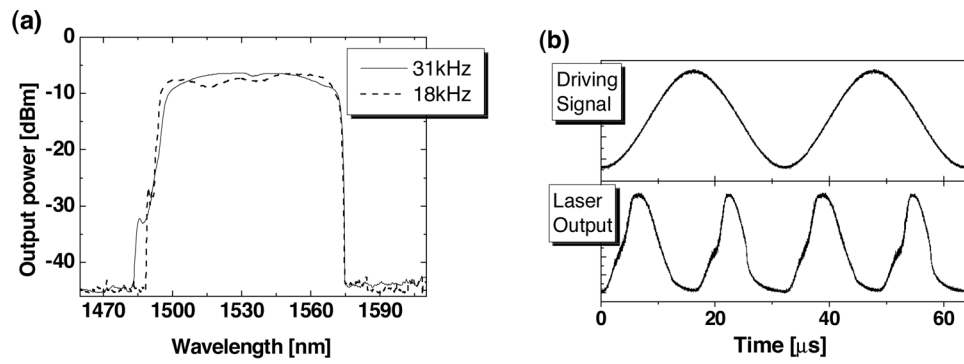 (a)
0
-10
-20
-30
-40
Output power [dBm]
31kHz
18kHz
1470
1500
1530
1560
1590
Wavelength [nm]
(b)
Driving
Signal
Laser
Output
0
20
40
60
Time [µs]